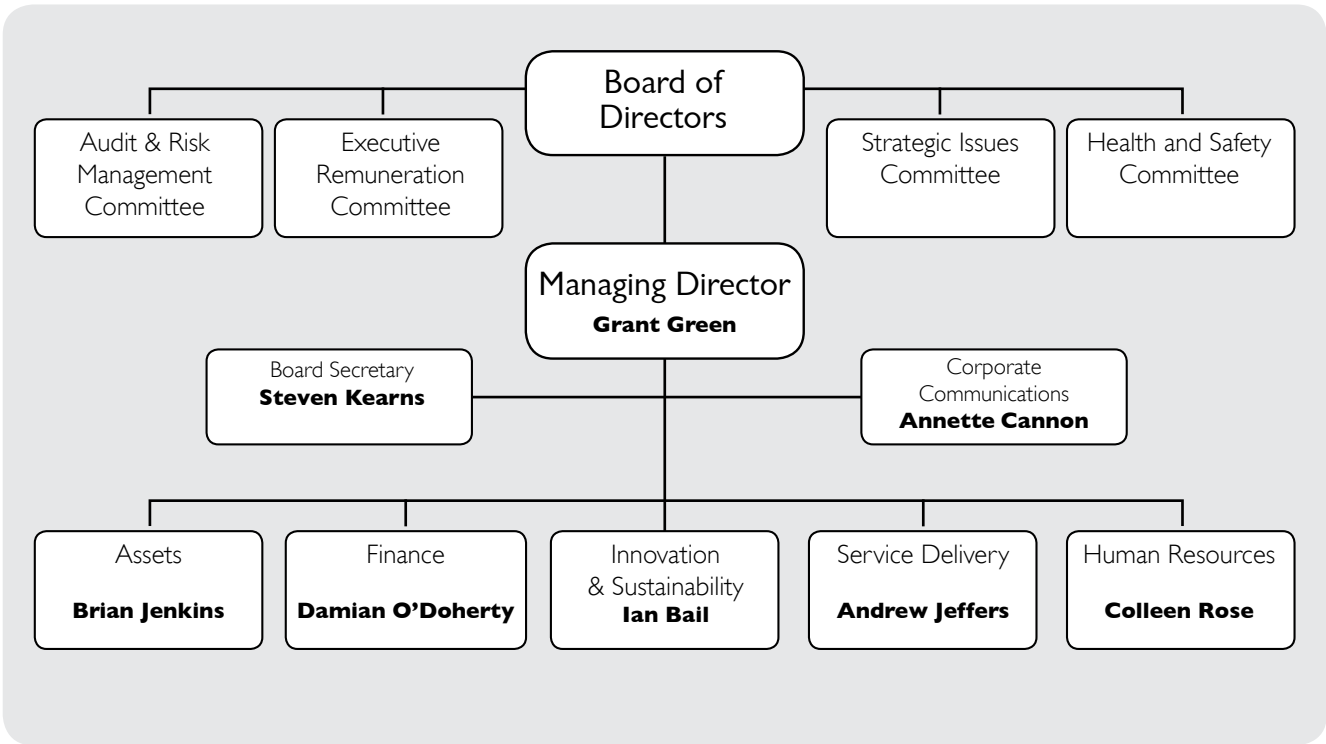 Board of
Directors
Audit & Risk
Management
Committee
Executive
Remuneration
Committee
Strategic Issues
Committee
Health and Safety
Committee
Managing Director
Grant Green
Board Secretary
Steven Kearns
Corporate
Communications
Annette Cannon
Assets
Brian Jenkins
Finance
Damian O’Doherty
Innovation
& Sustainability
Ian Bail
Service Delivery
Andrew Jeffers
Human Resources
Colleen Rose